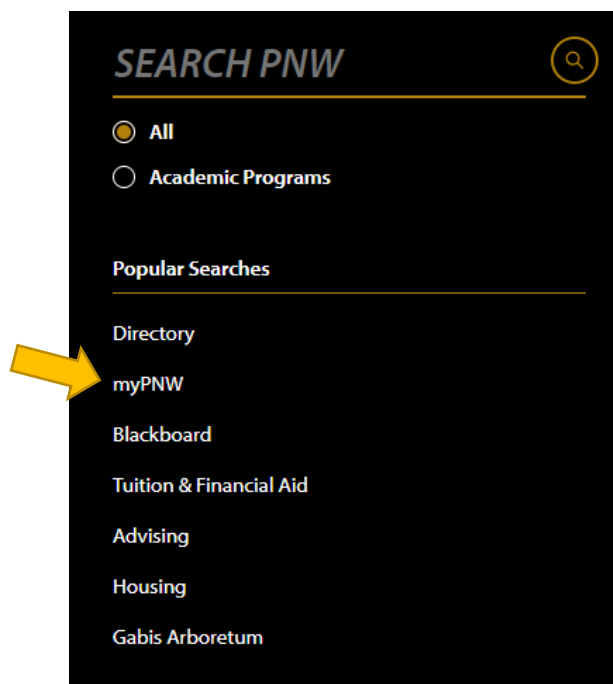 SEARCH PNW
All
Academic Programs
Popular Searches
Directory
myPNW
Blackboard
Tuition & Financial Aid
Advising
Housing
Gabis Arboretum